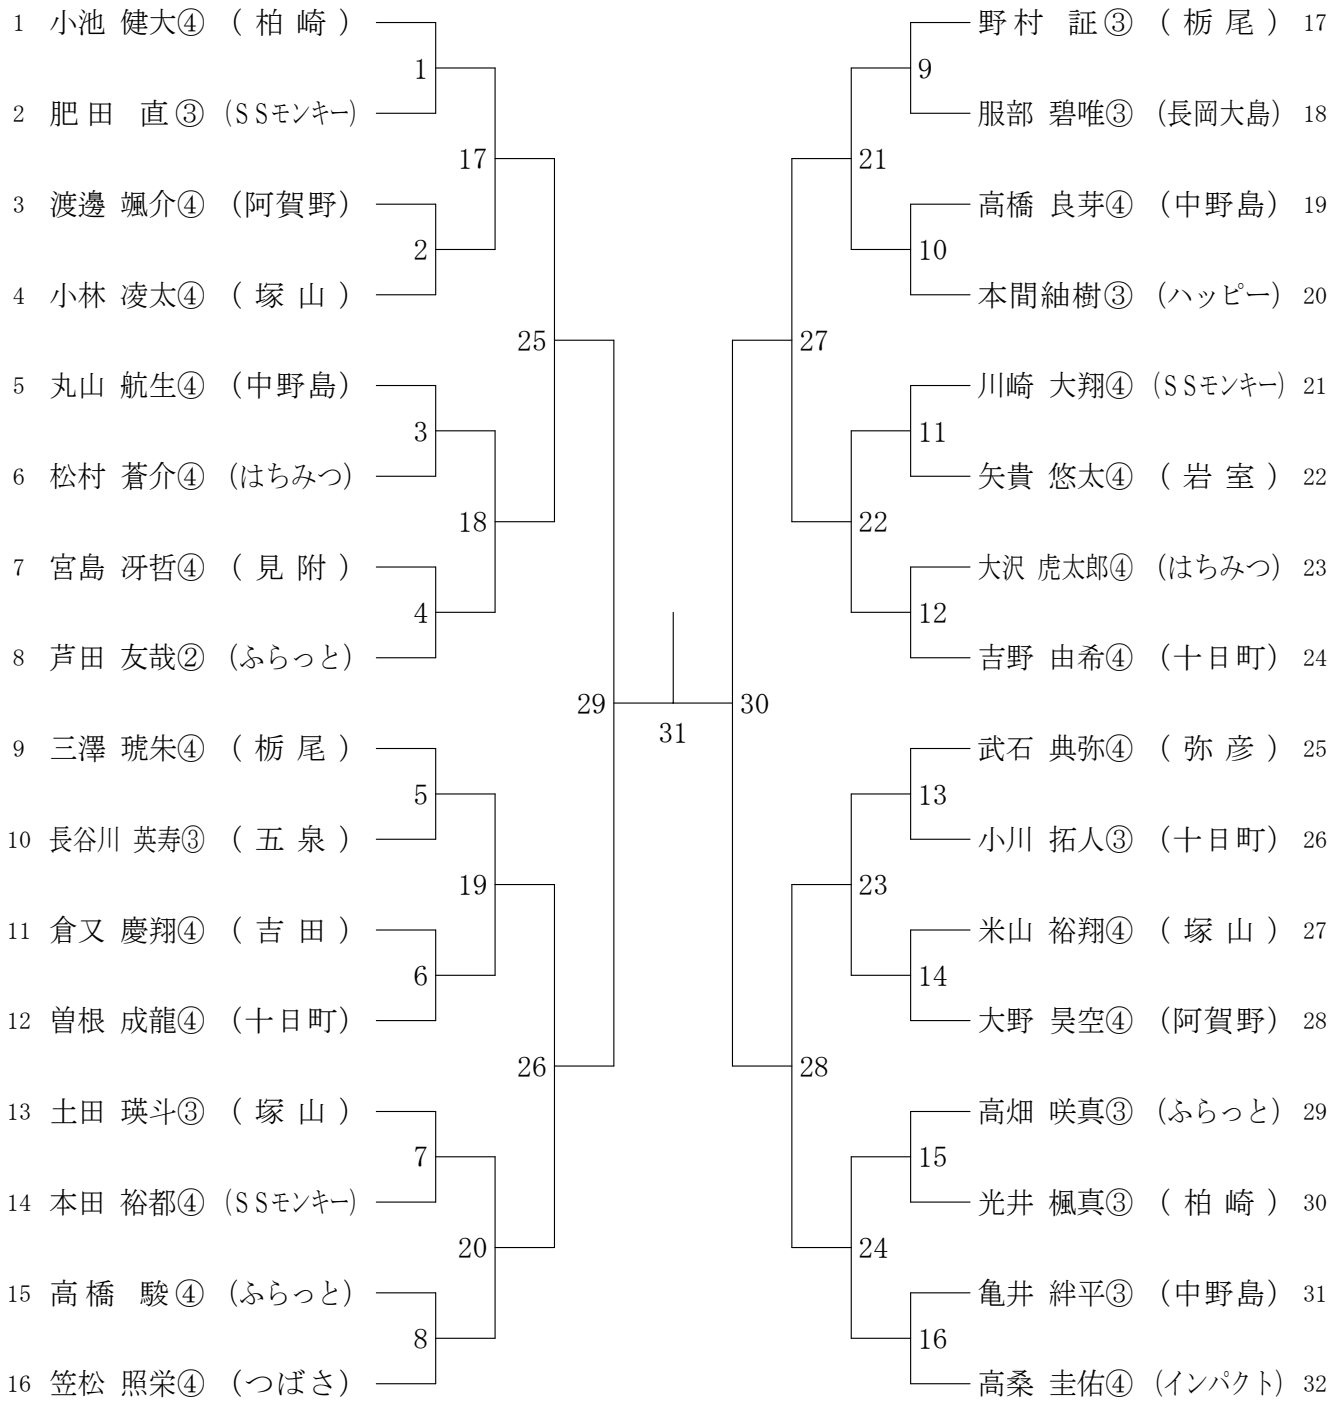 1 小池 健大④ ( 柏 崎 )
2 肥 田 直③ (ＳＳモンキー)
3 渡邊 颯介④ (阿賀野)
4 小林 凌太④ ( 塚 山 )
5 丸山 航生④ (中野島)
6 松村 蒼介④ (はちみつ)
7 宮島 冴哲④ ( 見 附 )
8 芦田 友哉② (ふらっと)
9 三澤 琥朱④ ( 栃 尾 )
10 長谷川 英寿③ ( 五 泉 )
11 倉又 慶翔④ ( 吉 田 )
12 曽根 成龍④ (十日町)
13 土田 瑛斗③ ( 塚 山 )
14 本田 裕都④ (ＳＳモンキー)
15 高 橋 駿④ (ふらっと)
16 笠松 照栄④ (つばさ)
1
2
3
4
5
6
7
8
17
18
19
20
25
26
29
31
30
27
28
21
22
23
24
9
10
11
12
13
14
15
16
野 村 証③ ( 栃 尾 ) 17
服部 碧唯③ (長岡大島) 18
高橋 良芽④ (中野島) 19
本間紬樹③ (ハッピー) 20
川崎 大翔④ (ＳＳモンキー) 21
矢貴 悠太④ ( 岩 室 ) 22
大沢 虎太郎④ (はちみつ) 23
吉野 由希④ (十日町) 24
武石 典弥④ ( 弥 彦 ) 25
小川 拓人③ (十日町) 26
米山 裕翔④ ( 塚 山 ) 27
大野 昊空④ (阿賀野) 28
高畑 咲真③ (ふらっと) 29
光井 楓真③ ( 柏 崎 ) 30
亀井 絆平③ (中野島) 31
高桑 圭佑④ (インパクト) 32